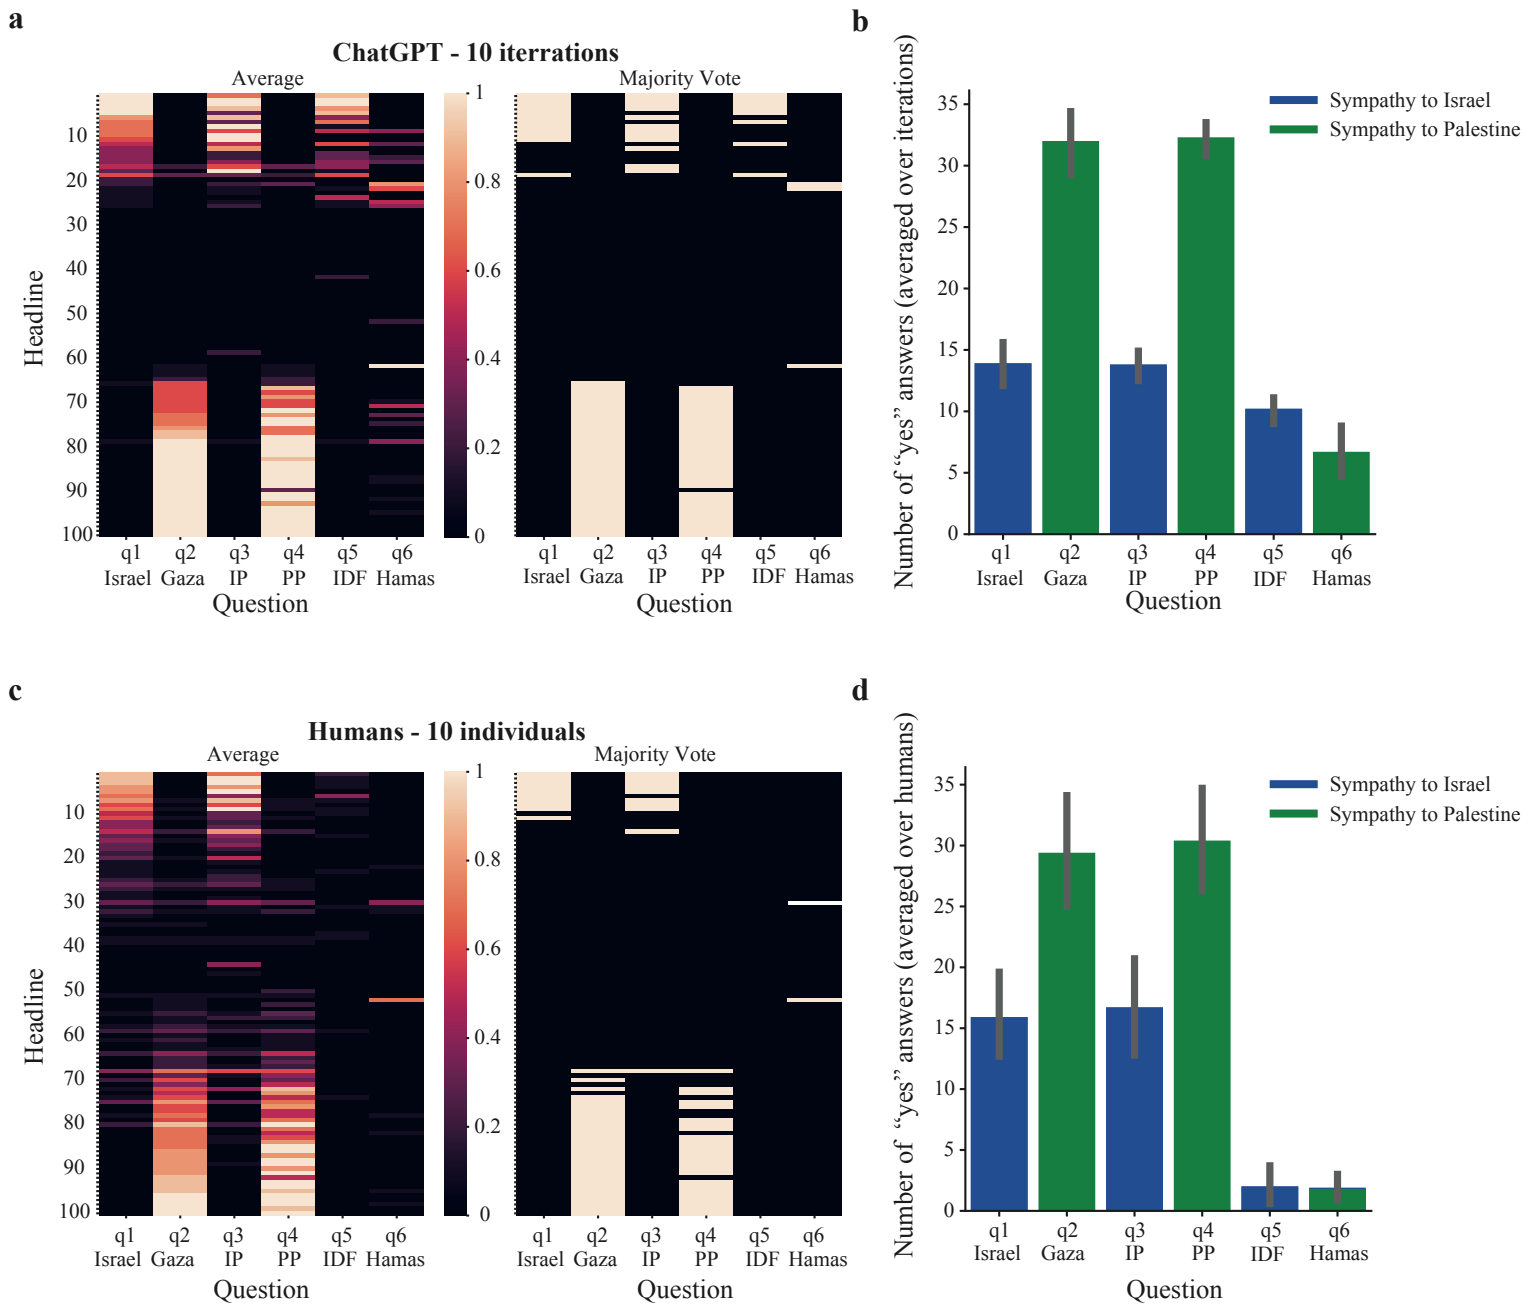 a
ChatGPT - 10 iterrations
Average
Majority Vote
Headline
10
20
30
40
50
60
70
80
90
100
1
0.8
0.6
0.4
0.2
0
q1 q2 q3 q4 q5 q6
Israel Gaza IP PP IDF Hamas
Question
q1 q2 q3 q4 q5 q6
Israel Gaza IP PP IDF Hamas
Question
b
Number of “yes” answers (averaged over iterations)
35
30
25
20
15
10
5
0
Sympathy to Israel
Sympathy to Palestine
q1 q2 q3 q4 q5 q6
Israel Gaza IP PP IDF Hamas
Question
c
Humans - 10 individuals
Average
Majority Vote
Headline
10
20
30
40
50
60
70
80
90
100
1
0.8
0.6
0.4
0.2
0
q1 q2 q3 q4 q5 q6
Israel Gaza IP PP IDF Hamas
Question
q1 q2 q3 q4 q5 q6
Israel Gaza IP PP IDF Hamas
Question
d
Number of “yes” answers (averaged over humans)
35
30
25
20
15
10
5
0
Sympathy to Israel
Sympathy to Palestine
q1 q2 q3 q4 q5 q6
Israel Gaza IP PP IDF Hamas
Question